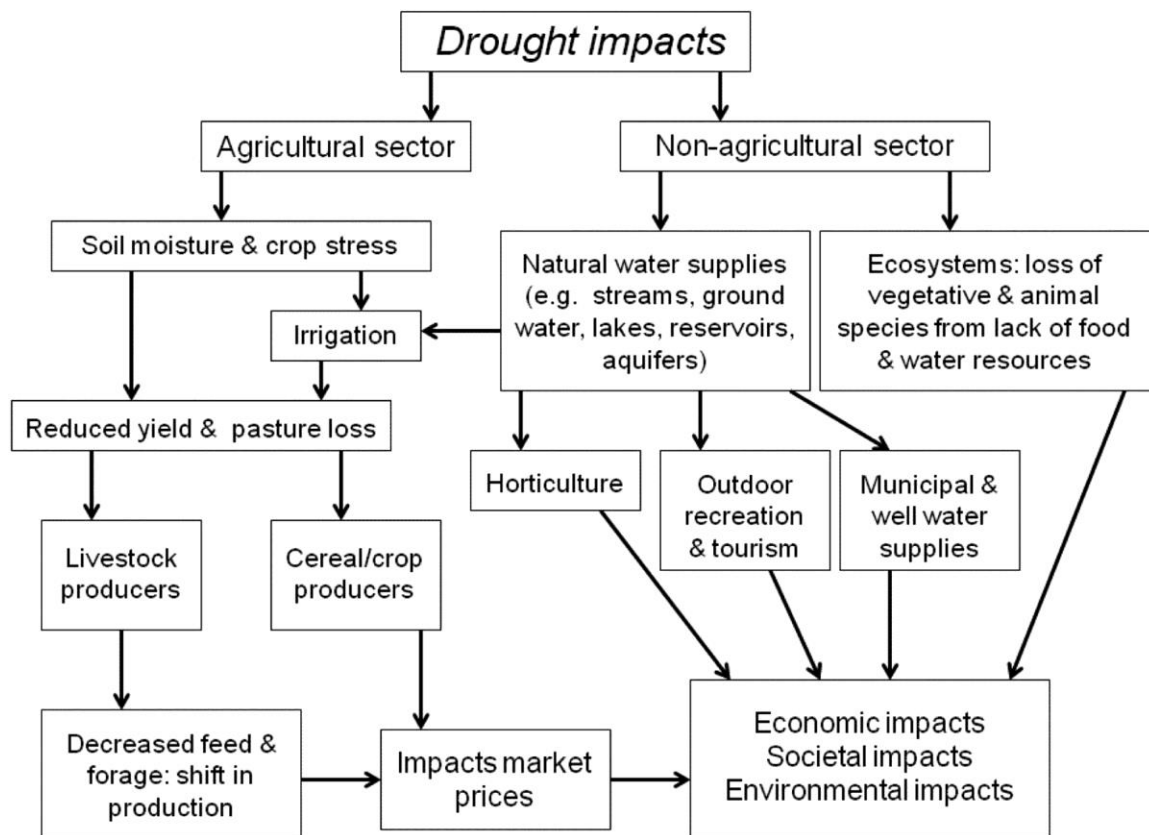 Drought impacts
Agricultural sector
Non-agricultural sector
Soil moisture & crop stress
Natural water supplies
(e.g. streams, ground
water, lakes, reservoirs,
aquifers)
Ecosystems: loss of
vegetative & animal
species from lack of food
& water resources
Irrigation
Reduced yield & pasture loss
Horticulture
Outdoor
recreation
& tourism
Municipal &
well water
supplies
Livestock
producers
Cereal/crop
producers
Decreased feed &
forage: shift in
production
Impacts market
prices
Economic impacts
Societal impacts
Environmental impacts